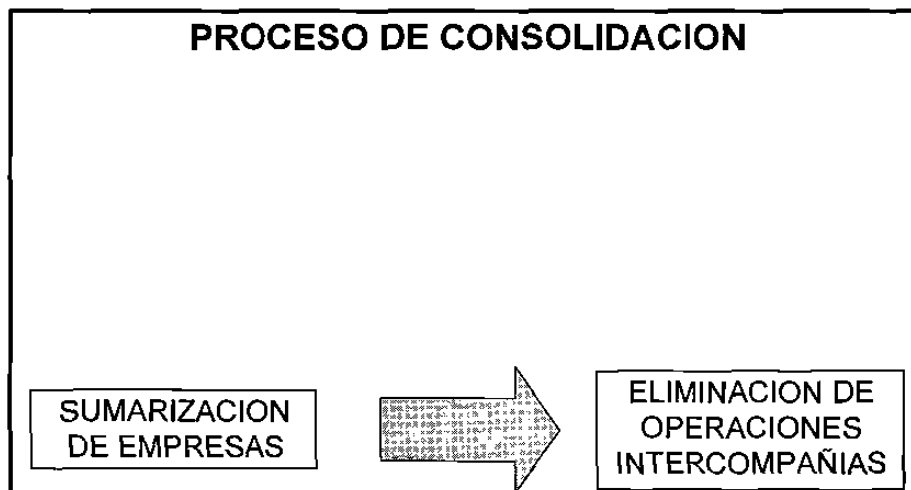 PROCESO DE CONSOLIDACION
SUMARIZACION
DE EMPRESAS
ELIMINACION DE
OPERACIONES
INTERCOMPAÑIAS